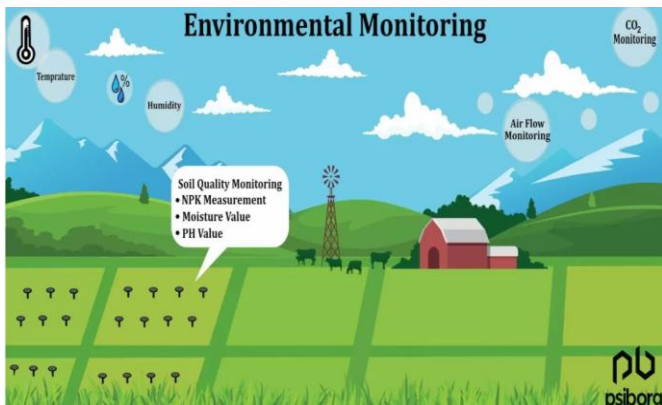 Environmental Monitoring
Temprature
%
Humidity
CO₂
Monitoring
Air Flow
Monitoring
Soil Quality Monitoring
• NPK Measurement
• Moisture Value
• PH Value
pb
psiborg